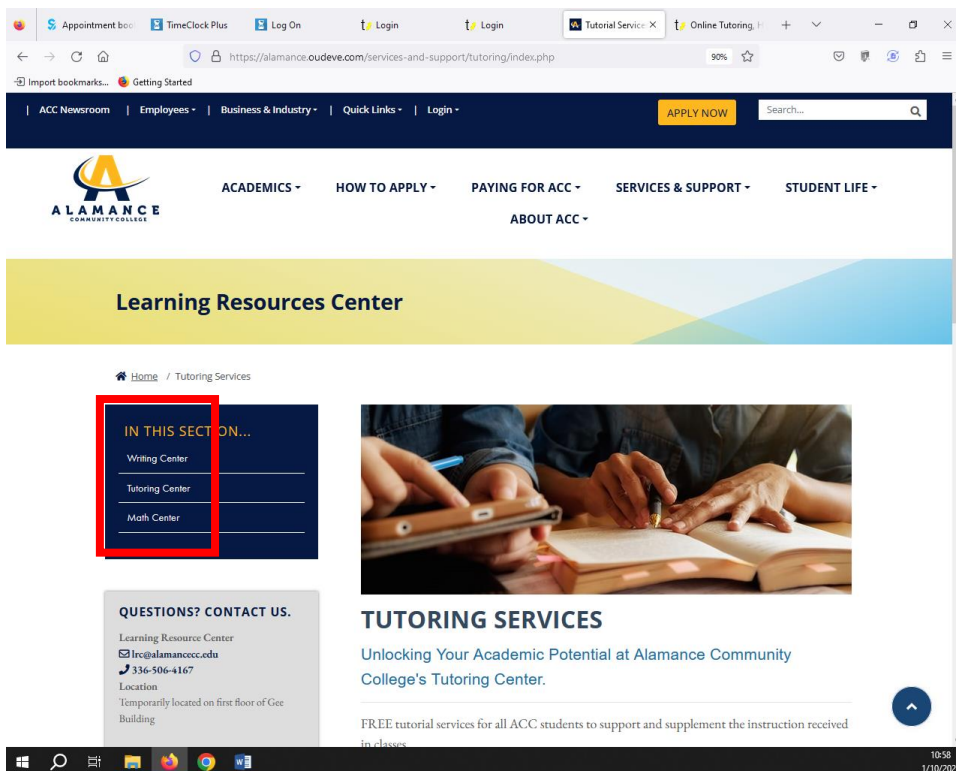 Appointment boo
TimeClock Plus
Log On
Login
Login
Tutorial Service
Online Tutoring, H
https://alamance.oudeve.com/services-and-support/tutoring/index.php
90%
Import bookmarks...
Getting Started
| ACC Newsroom | Employees | Business & Industry | Quick Links | Login
APPLY NOW
Search...
ALAMANCE
COMMUNITY COLLEGE
ACADEMICS
HOW TO APPLY
PAYING FOR ACC
SERVICES & SUPPORT
STUDENT LIFE
ABOUT ACC
Learning Resources Center
Home / Tutoring Services
IN THIS SECTION...
Writing Center
Tutoring Center
Math Center
QUESTIONS? CONTACT US.
Learning Resource Center
lrc@alamancecc.edu
336-506-4167
Location
Temporarily located on first floor of Gee
Building
TUTORING SERVICES
Unlocking Your Academic Potential at Alamance Community
College's Tutoring Center.
FREE tutorial services for all ACC students to support and supplement the instruction received
in classes
10:58
1/10/202